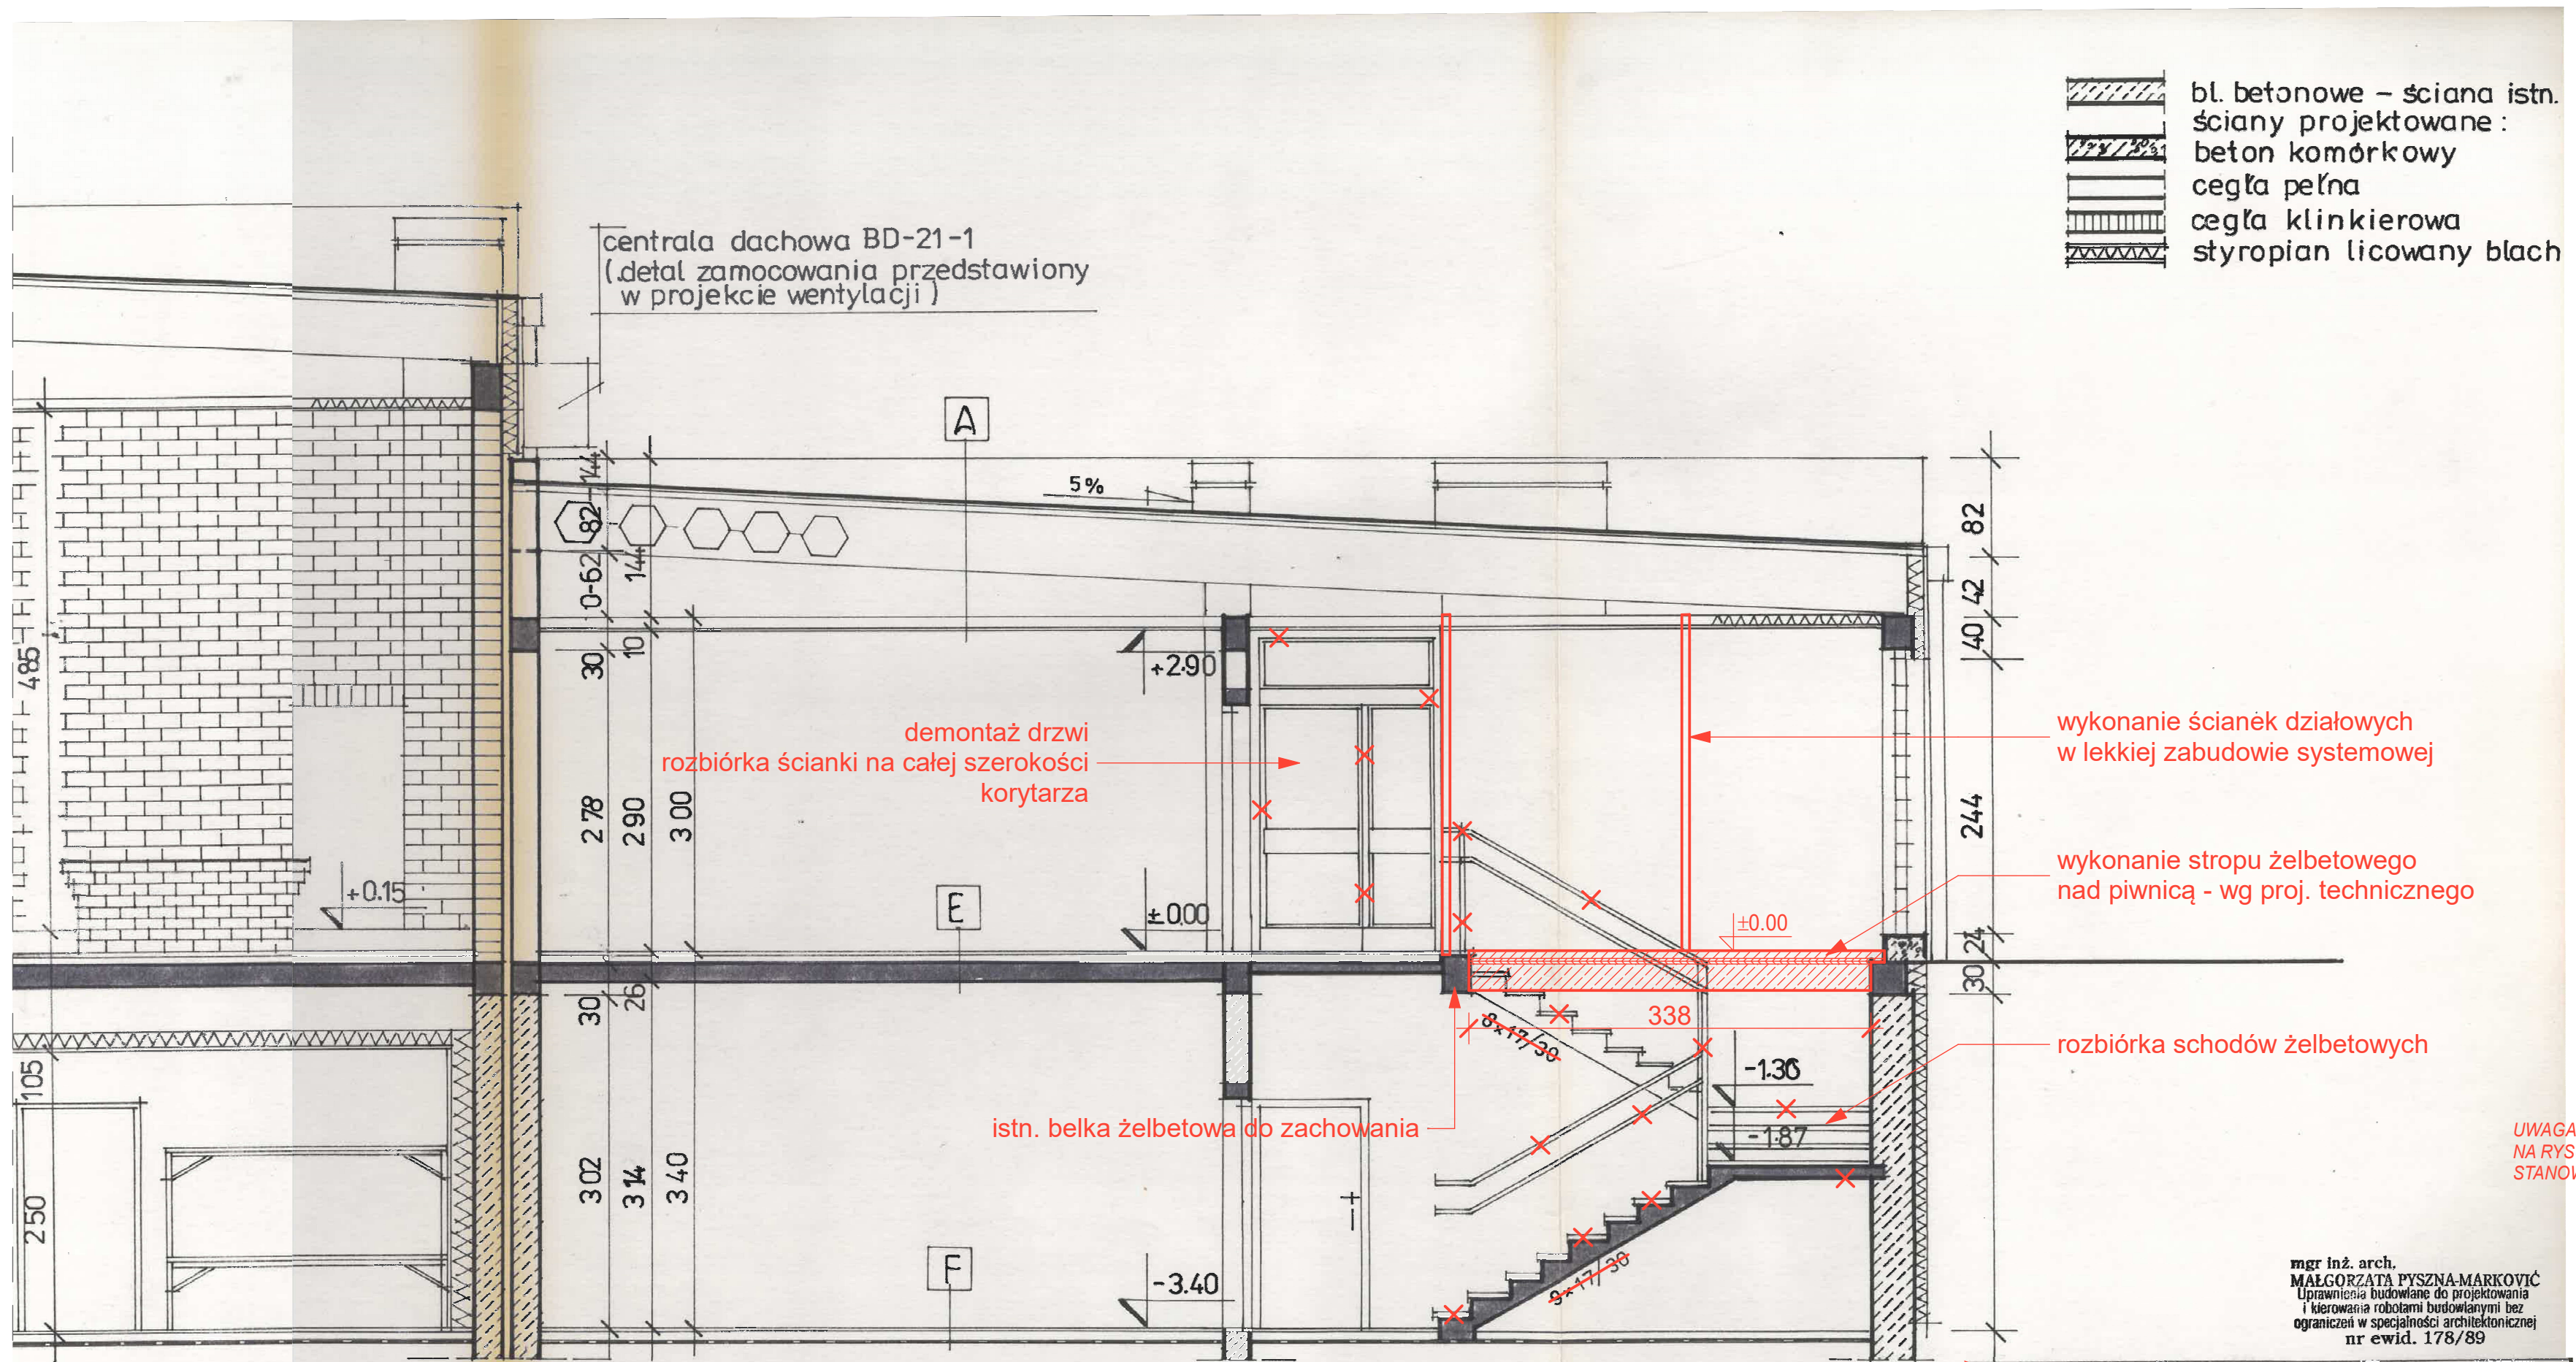 bl. betonowe - ściana istn.
ściany projektowane:
beton komórkowy
cegła pełna
cegła klinkierowa
styropian licowany blach
centrala dachowa BD-21-1
(detal zamocowania przedstawiony
w projekcie wentylacji)
A
5%
82-144
0-62
144
30
10
278
290
300
485
+2.90
82
42
40
244
24
30
demontaż drzwi
rozbiórka ścianki na całej szerokości
korytarza
wykonanie ścianek działowych
w lekkiej zabudowie systemowej
wykonanie stropu żelbetowego
nad piwnicą - wg proj. technicznego
+0.15
E
±0.00
±0.00
30
26
338
8x17/30
rozbiórka schodów żelbetowych
-1.36
-1.87
istn. belka żelbetowa do zachowania
105
250
302
314
340
F
-3.40
9x17/30
UWAGA
NA RYS
STANOW
mgr inż. arch.
MAŁGORZATA PYSZNA-MARKOVIĆ
Uprawnienia budowlane do projektowania
i kierowania robotami budowlanymi bez
ograniczeń w specjalności architektonicznej
nr ewid. 178/89